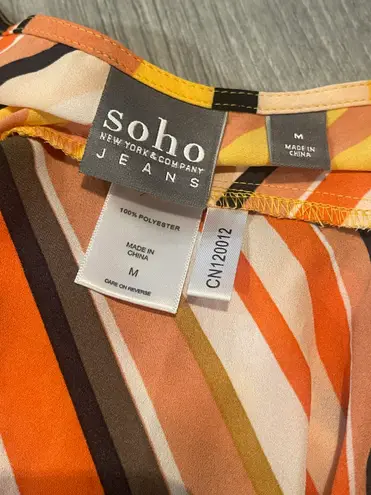 soho
NEW YORK & COMPANY
JEANS
M
MADE IN
CHINA
100% POLYESTER
MADE IN
CHINA
M
CARE ON REVERSE
CN120012